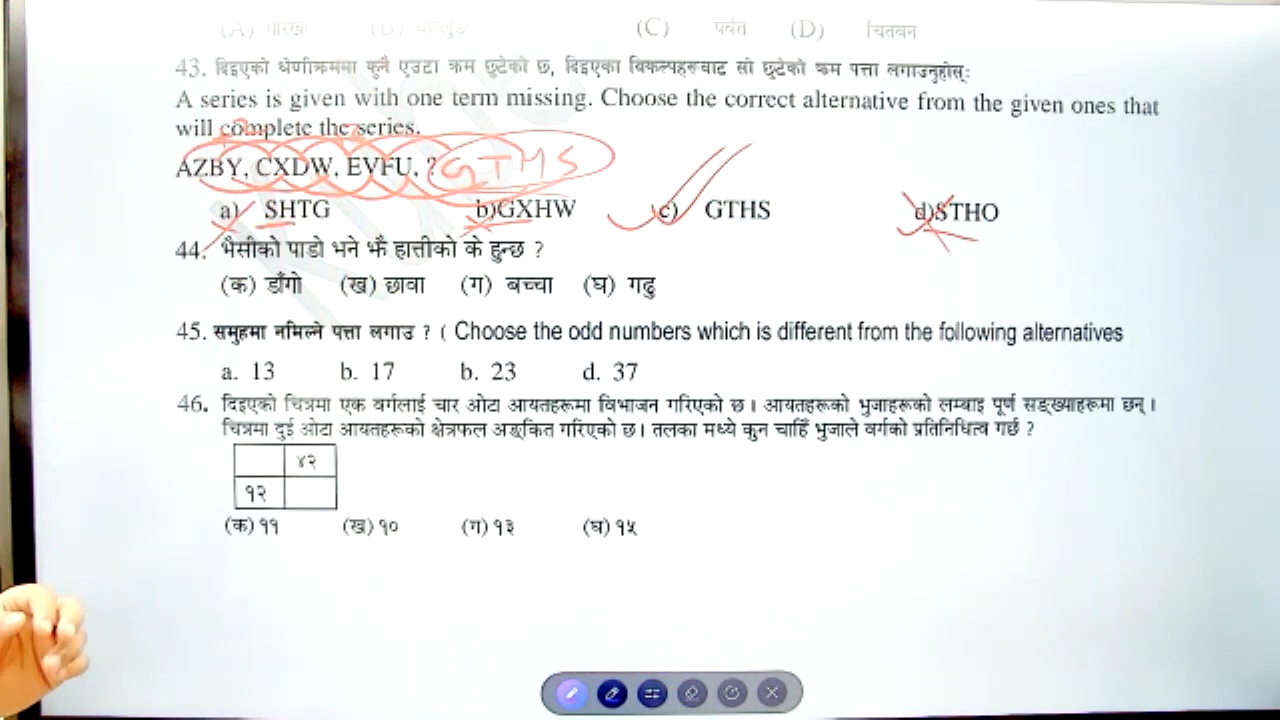 (A) गोरखा (B) (C) पर्वत (D) चितवन
43. दिइएको श्रेणीक्रममा कुनै एउटा क्रम छुटेको छ, दिइएका विकल्पहरूबाट सो छुटेको क्रम पत्ता लगाउनुहोस्:
A series is given with one term missing. Choose the correct alternative from the given ones that
will complete the series.
AZBY, CXDW, EVFU, ? GTHS
a) SHTG b)GXHW c) GTHS d)STHO
44. भैसीको पाडो भने झैं हात्तीको के हुन्छ ?
(क) डाँगो (ख) छावा (ग) बच्चा (घ) गढु
45. समुहमा नमिल्ने पत्ता लगाउ ? ( Choose the odd numbers which is different from the following alternatives
a. 13 b. 17 b. 23 d. 37
46. दिइएको चित्रमा एक वर्गलाई चार ओटा आयतहरूमा विभाजन गरिएको छ। आयतहरूको भुजाहरूको लम्बाइ पूर्ण सङ्ख्याहरूमा छन्।
चित्रमा दुई ओटा आयतहरूको क्षेत्रफल अङ्कित गरिएको छ। तलका मध्ये कुन चाहिँ भुजाले वर्गको प्रतिनिधित्व गर्छ ?
४२
१२
(क) ११ (ख) १० (ग) १३ (घ) १५